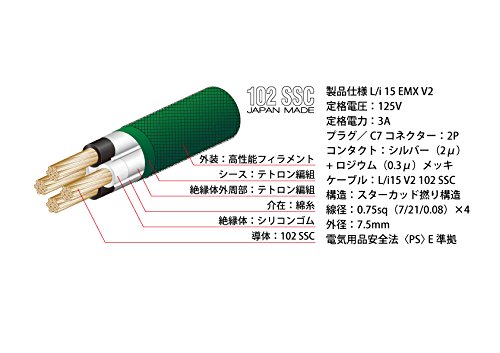 102 SSC
JAPAN MADE
外装：高性能フィラメント
シース：テトロン編組
絶縁体外周部：テトロン編組
介在：綿糸
絶縁体：シリコンゴム
導体：102 SSC
製品仕様 L/i 15 EMX V2
定格電圧：125V
定格電力：3A
プラグ／ C7 コネクター：2P
コンタクト：シルバー（2μ）
+ ロジウム（0.3μ）メッキ
ケーブル：L/i15 V2 102 SSC
構造：スターカッド撚り構造
線径：0.75sq（7/21/0.08）×4
外径：7.5mm
電気用品安全法〈PS〉E 準拠